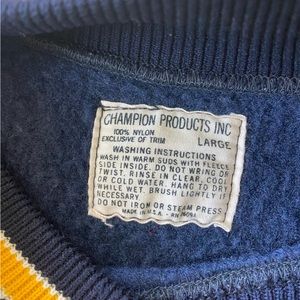 CHAMPION PRODUCTS INC
100% NYLON LARGE
EXCLUSIVE OF TRIM
WASHING INSTRUCTIONS
WASH IN WARM SUDS WITH FLEECE
SIDE INSIDE. DO NOT WRING OR
TWIST. RINSE IN CLEAR, COOL
OR COLD WATER. HANG TO DRY
WHILE WET. BRUSH LIGHTLY IF
NECESSARY
DO NOT IRON OR STEAM PRESS
MADE IN U.S.A. - RN